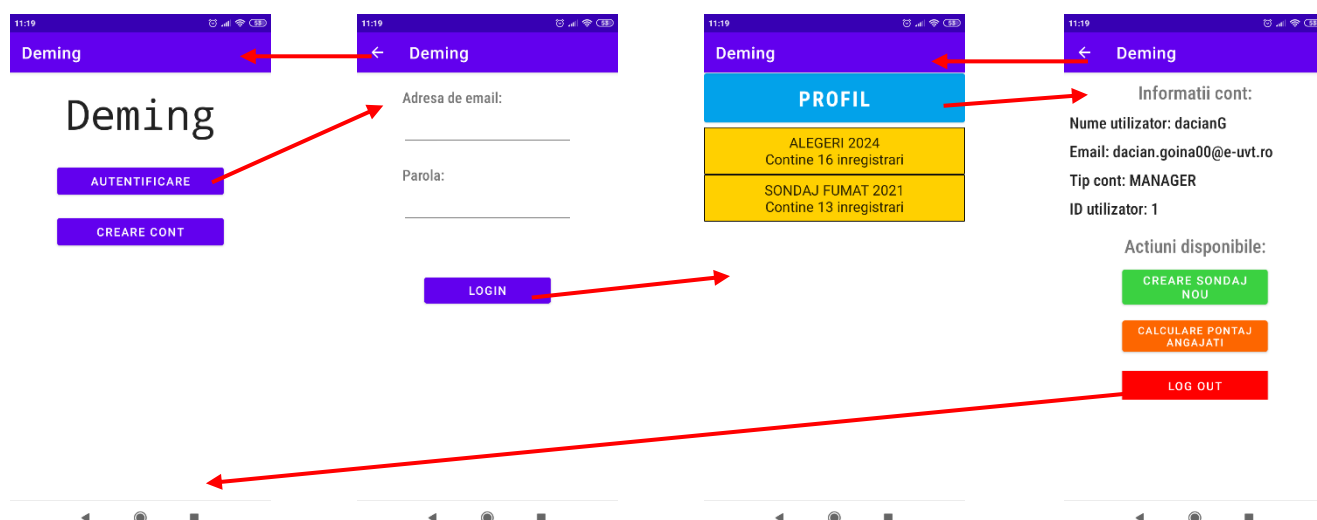 11:19
58
Deming
Deming
AUTENTIFICARE
CREARE CONT
11:19
58
Deming
Adresa de email:
Parola:
LOGIN
11:19
58
Deming
PROFIL
ALEGERI 2024
Contine 16 inregistrari
SONDAJ FUMAT 2021
Contine 13 inregistrari
11:19
Deming
Informatii cont:
Nume utilizator: dacianG
Email: dacian.goina00@e-uvt.ro
Tip cont: MANAGER
ID utilizator: 1
Actiuni disponibile:
CREARE SONDAJ
NOU
CALCULARE PONTAJ
ANGAJATI
LOG OUT